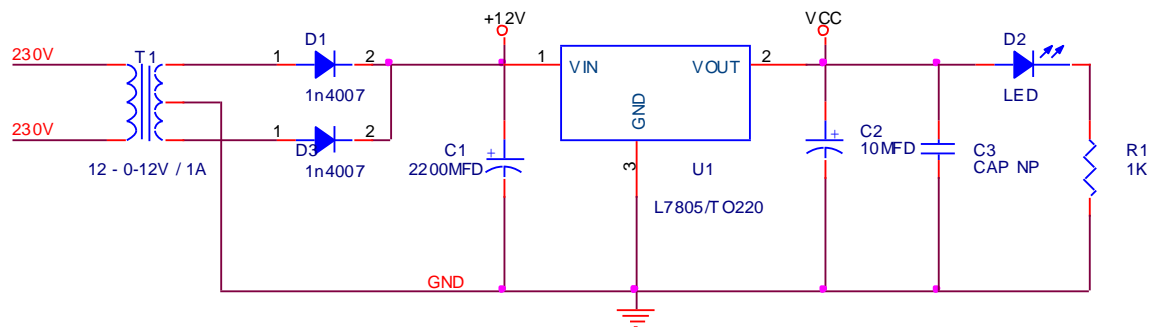 +12V
VCC
230V
T1
D1
1
2
1n4007
1
VIN
VOUT
2
GND
D2
LED
230V
1
2
D3
1n4007
12 - 0-12V / 1A
C1
+
2200MFD
3
U1
L7805/TO220
+
C2
10MFD
C3
CAP NP
R1
1K
GND